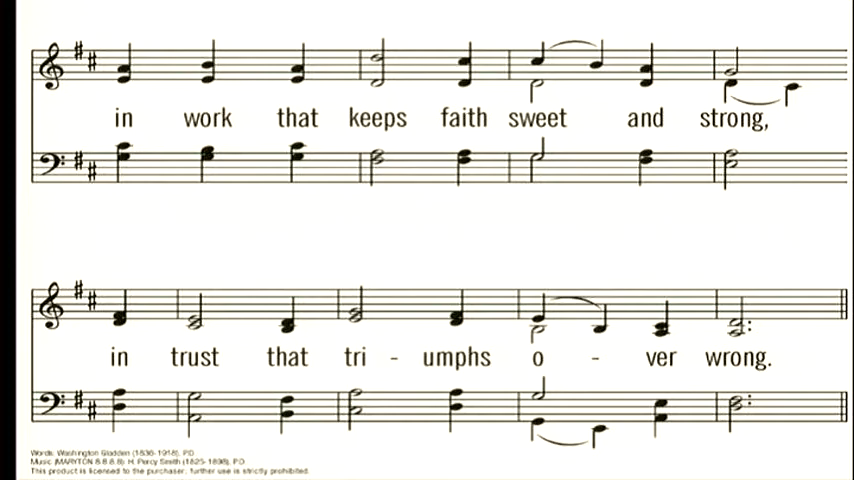 in work that keeps faith sweet and strong,
in trust that tri - umphs o - ver wrong.
Words: Washington Gladden (1836-1918), P.D.
Music: (MARYTON 8.8.8.8). H. Percy Smith (1825-1898), P.D.
This product is licensed to the purchaser, further use is strictly prohibited.